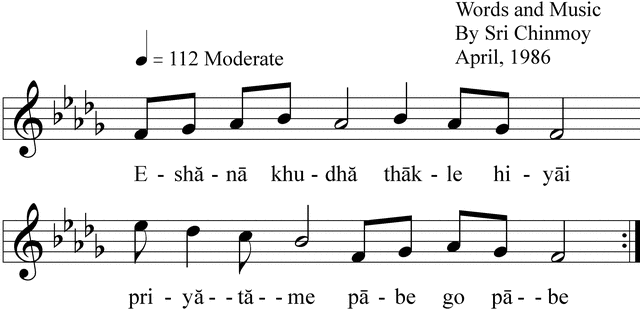 Words and Music
By Sri Chinmoy
April, 1986
= 112 Moderate
E - shă - nā khu - dhă thāk - le hi - yāi
pri - yă - - tă - - me pā - be go pā - - be